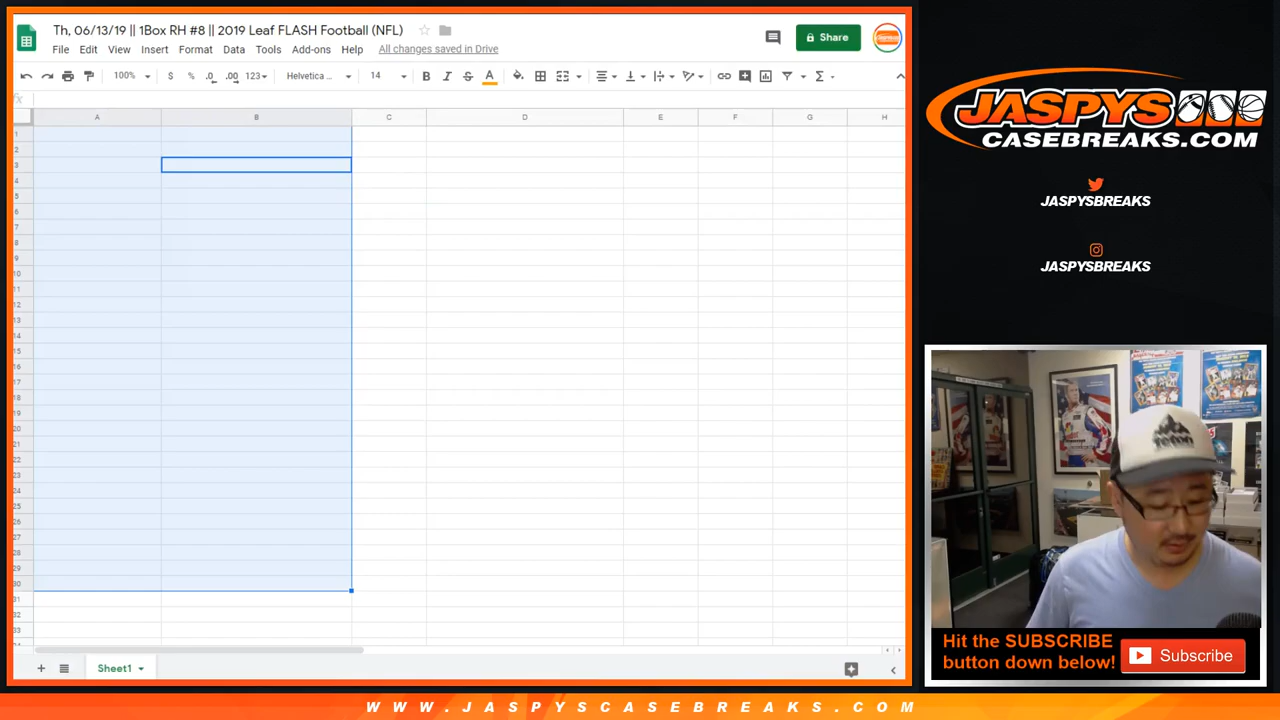 Th, 06/13/19 || 1Box RH #8 || 2019 Leaf FLASH Football (NFL)
File Edit View Insert Format Data Tools Add-ons Help All changes saved in Drive
Share
100% $ % .0 .00 123 Helvetica ... 14 B I S A
fx
A B C D E F G H
1
2
3
4
5
6
7
8
9
10
11
12
13
14
15
16
17
18
19
20
21
22
23
24
25
26
27
28
29
30
31
32
33
Sheet1
JASPYS
CASEBREAKS.COM
JASPYSBREAKS
JASPYSBREAKS
Hit the SUBSCRIBE
button down below!
Subscribe
WWW.JASPYSCASEBREAKS.COM